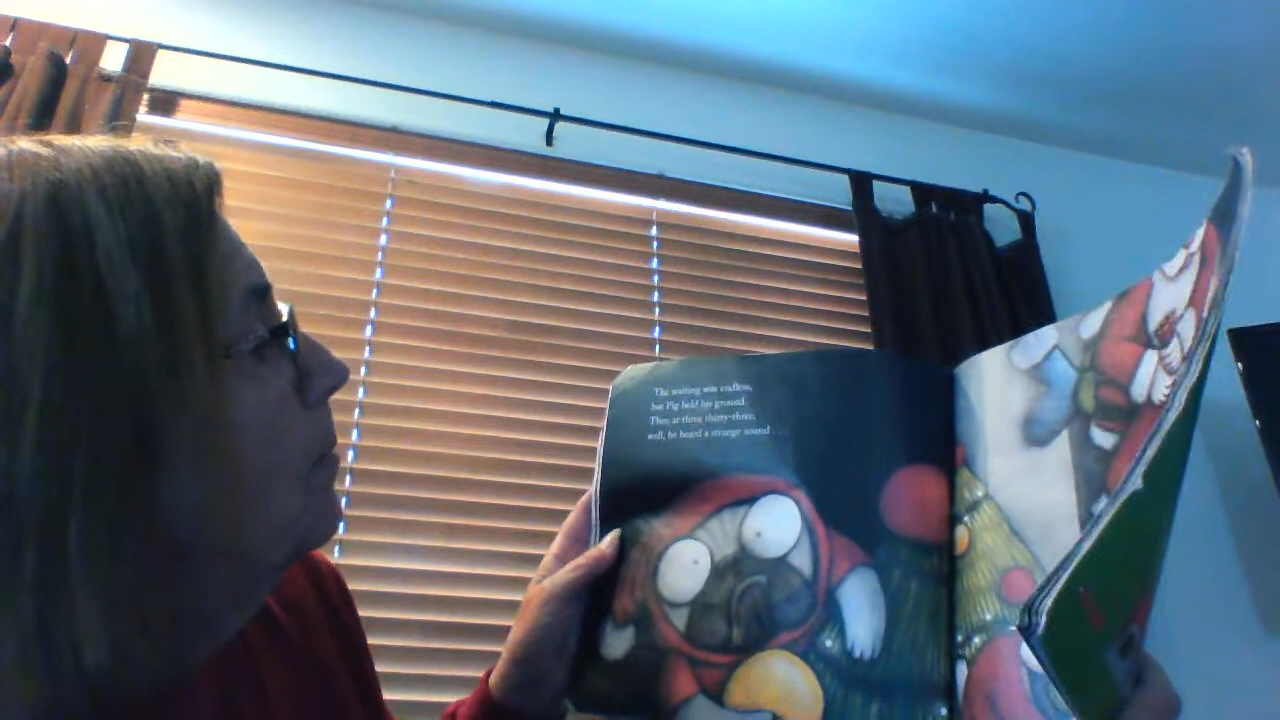 The waiting was endless,
but Pig held his ground.
Then at three thirty-three,
well, he heard a strange sound . . .